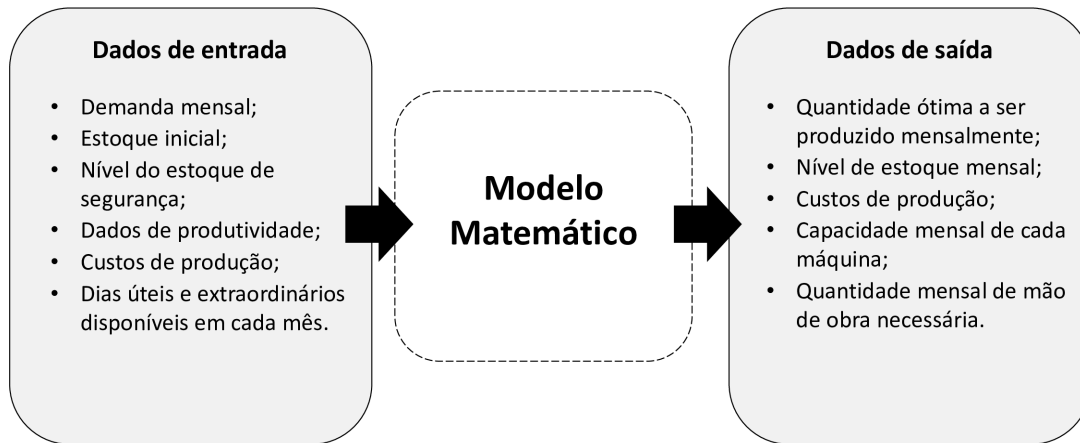 Dados de entrada
• Demanda mensal;
• Estoque inicial;
• Nível do estoque de
segurança;
• Dados de produtividade;
• Custos de produção;
• Dias úteis e extraordinários
disponíveis em cada mês.
Modelo
Matemático
Dados de saída
• Quantidade ótima a ser
produzido mensalmente;
• Nível de estoque mensal;
• Custos de produção;
• Capacidade mensal de cada
máquina;
• Quantidade mensal de mão
de obra necessária.